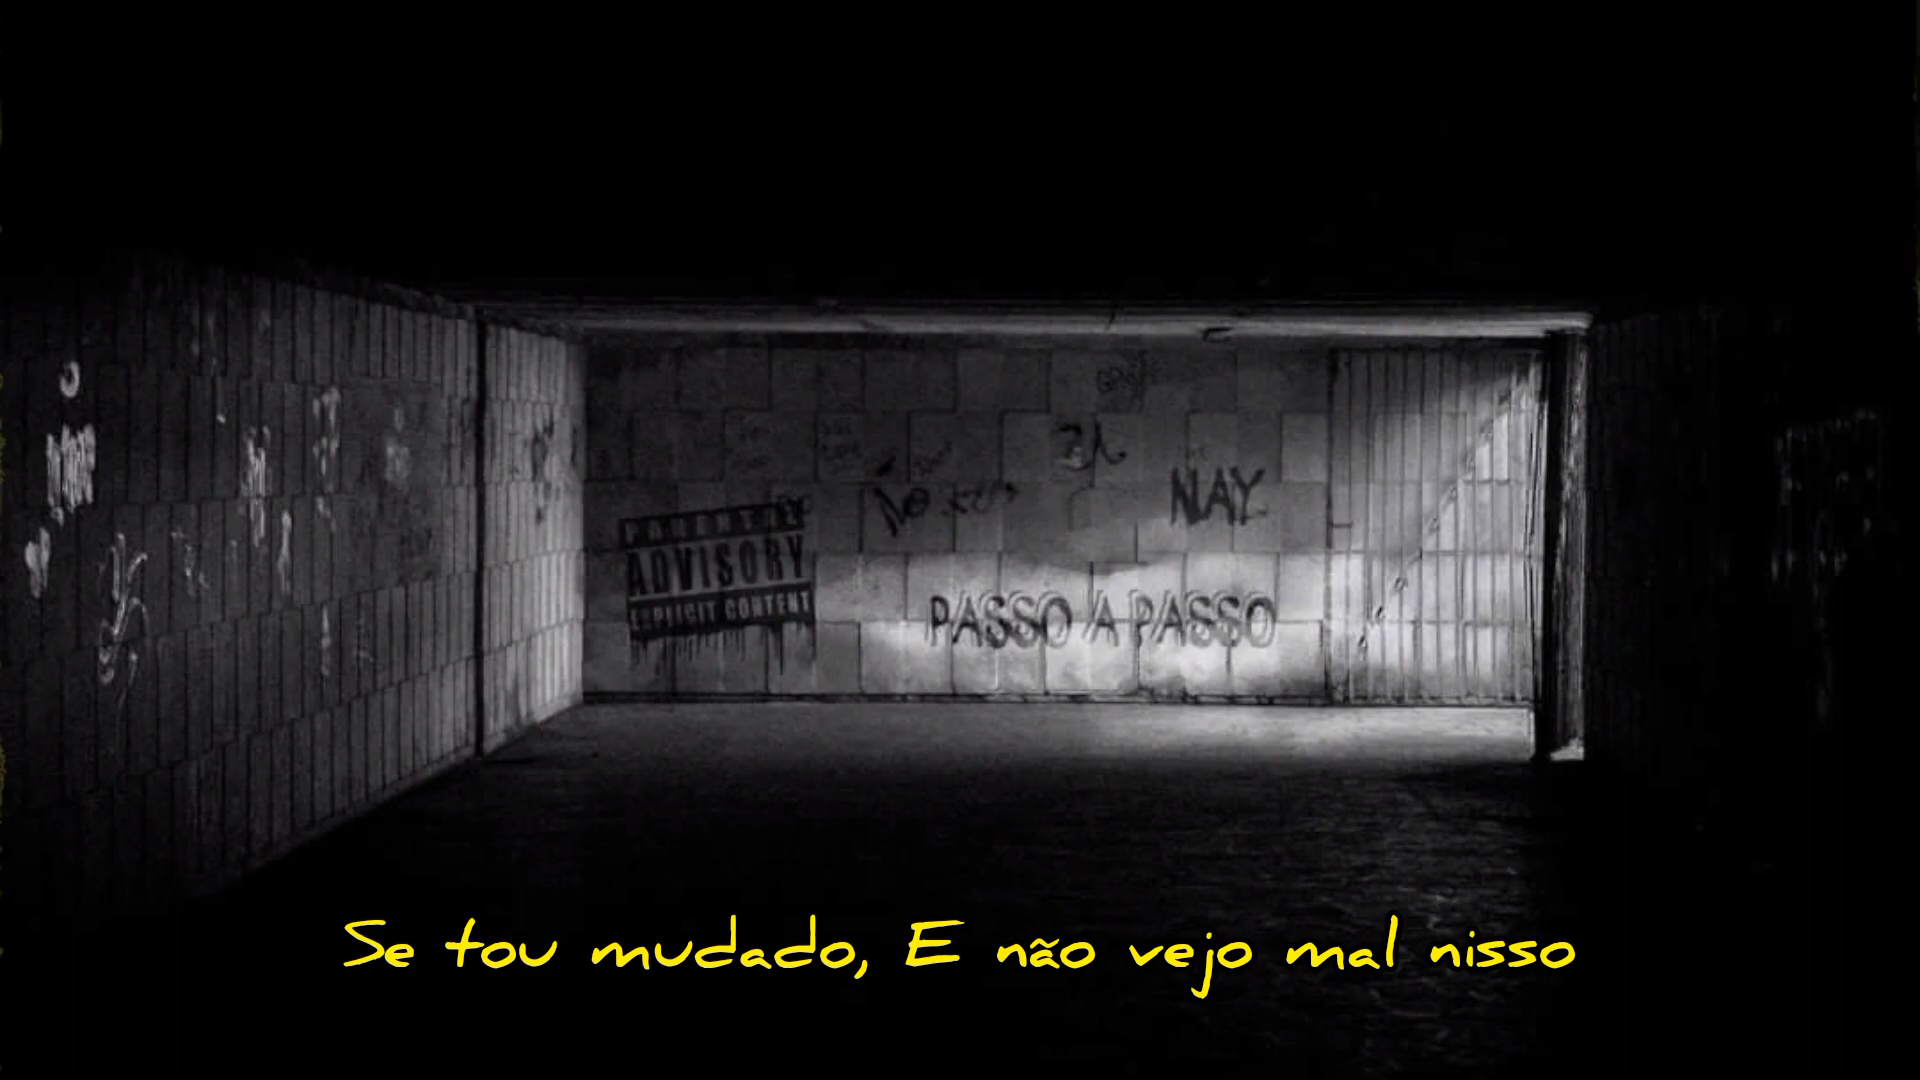 NAY
PARENTAL
ADVISORY
EXPLICIT CONTENT
PASSO A PASSO
Se tou mudado, E não vejo mal nisso